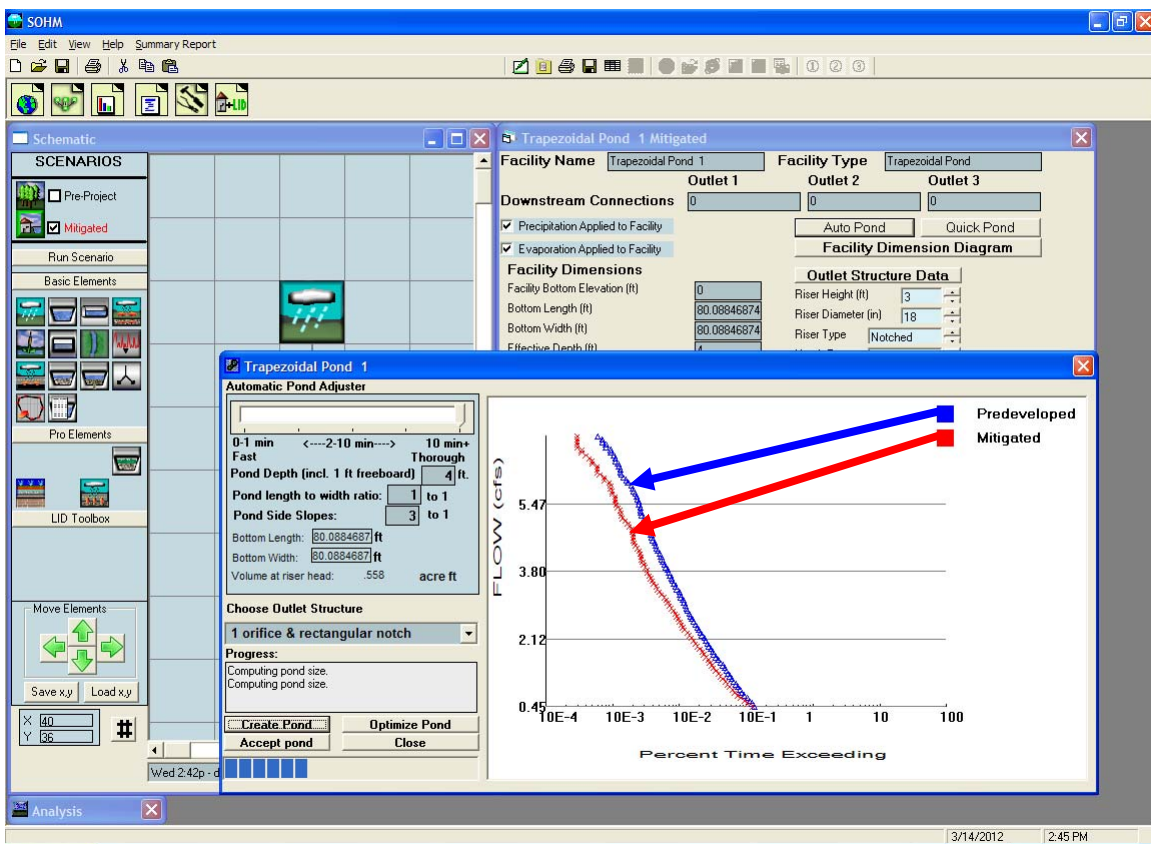 SOHM
File Edit View Help Summary Report
+LID
Schematic
SCENARIOS
Pre-Project
Mitigated
Run Scenario
Basic Elements
Pro Elements
LID Toolbox
Move Elements
Save x,y Load x,y
X 40
Y 36
#
Wed 2:42p - d
Analysis
Trapezoidal Pond 1 Mitigated
Facility Name Trapezoidal Pond 1 Facility Type Trapezoidal Pond
Outlet 1 Outlet 2 Outlet 3
Downstream Connections 0 0 0
Precipitation Applied to Facility Auto Pond Quick Pond
Evaporation Applied to Facility Facility Dimension Diagram
Facility Dimensions Outlet Structure Data
Facility Bottom Elevation (ft) 0 Riser Height (ft) 3
Bottom Length (ft) 80.08846874 Riser Diameter (in) 18
Bottom Width (ft) 80.08846874 Riser Type Notched
Effective Depth (ft) 4
Trapezoidal Pond 1
Automatic Pond Adjuster
0-1 min <----2-10 min----> 10 min+
Fast Thorough
Pond Depth (incl. 1 ft freeboard) 4 ft.
Pond length to width ratio: 1 to 1
Pond Side Slopes: 3 to 1
Bottom Length: 80.0884687 ft
Bottom Width: 80.0884687 ft
Volume at riser head: .558 acre ft
Choose Outlet Structure
1 orifice & rectangular notch
Progress:
Computing pond size.
Computing pond size.
Create Pond Optimize Pond
Accept pond Close
Predeveloped
Mitigated
FLOW (cfs)
5.47
3.80
2.12
0.45
10E-4 10E-3 10E-2 10E-1 1 10 100
Percent Time Exceeding
3/14/2012 2:45 PM